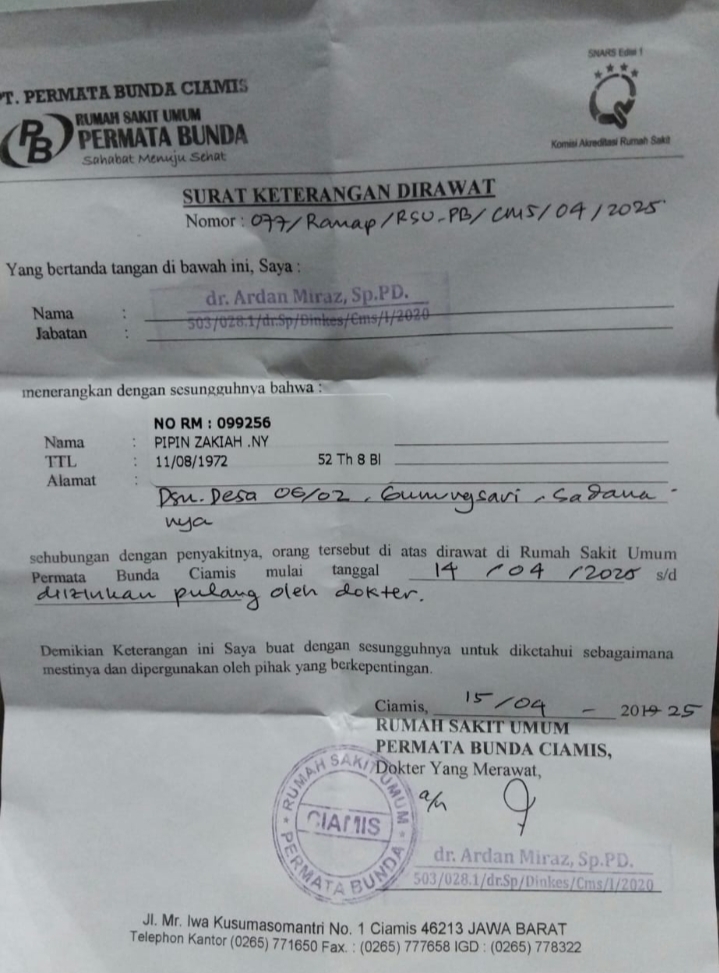 PT. PERMATA BUNDA CIAMIS
PB
RUMAH SAKIT UMUM
PERMATA BUNDA
Sahabat Menuju Sehat
SNARS Edisi 1
Komisi Akreditasi Rumah Sakit
SURAT KETERANGAN DIRAWAT
Nomor : 077/Ranap/RSU-PB/CMS/04/2025
Yang bertanda tangan di bawah ini, Saya :
Nama : dr. Ardan Miraz, Sp.PD.
Jabatan : 503/028.1/dr.Sp/Dinkes/Cms/I/2020
menerangkan dengan sesungguhnya bahwa :
NO RM : 099256
Nama : PIPIN ZAKIAH .NY
TTL : 11/08/1972 52 Th 8 Bl
Alamat : Dsn. Desa 06/02, Gunungsari, Sadana-
nya
sehubungan dengan penyakitnya, orang tersebut di atas dirawat di Rumah Sakit Umum
Permata Bunda Ciamis mulai tanggal 14 / 04 / 2025 s/d
diizinkan pulang oleh dokter.
Demikian Keterangan ini Saya buat dengan sesungguhnya untuk diketahui sebagaimana
mestinya dan dipergunakan oleh pihak yang berkepentingan.
Ciamis, 15/04 - 2019 25
RUMAH SAKIT UMUM
PERMATA BUNDA CIAMIS,
Dokter Yang Merawat,
a/n
RUMAH SAKIT UMUM
CIAMIS
PERMATA BUNDA
dr. Ardan Miraz, Sp.PD.
503/028.1/dr.Sp/Dinkes/Cms/I/2020
Jl. Mr. Iwa Kusumasomantri No. 1 Ciamis 46213 JAWA BARAT
Telephon Kantor (0265) 771650 Fax. : (0265) 777658 IGD : (0265) 778322